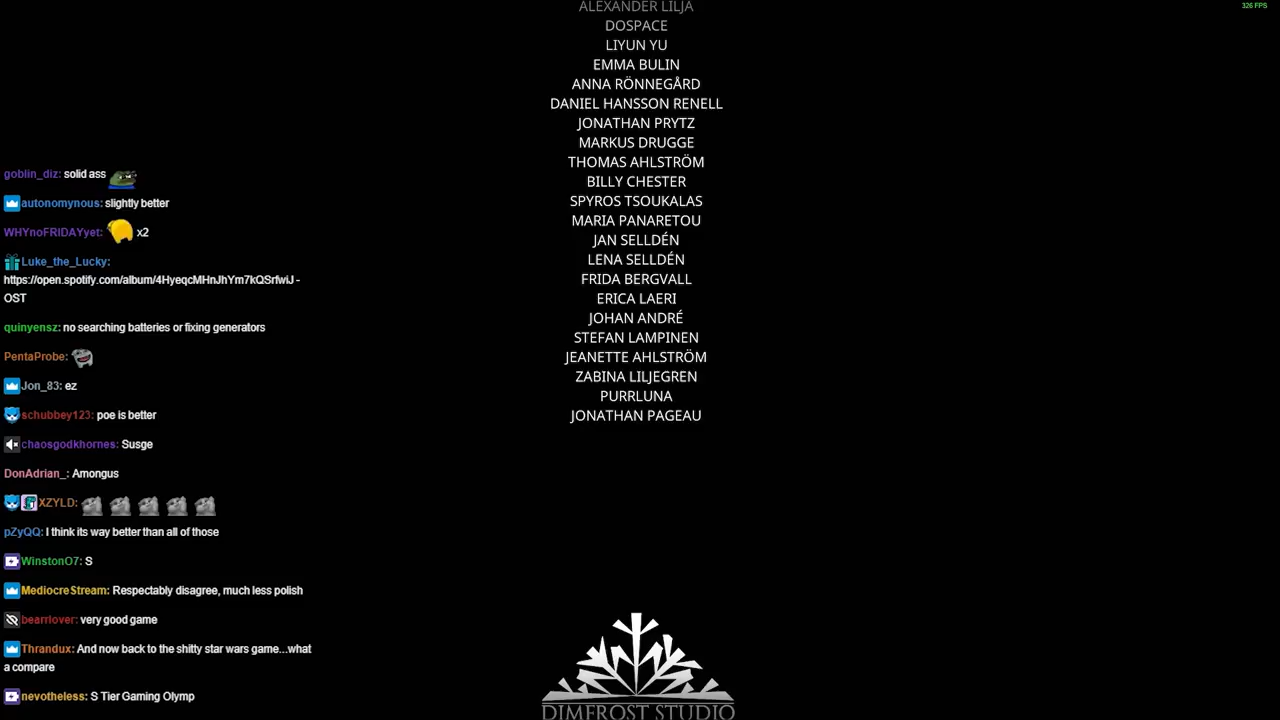 326 FPS
ALEXANDER LILJA
DOSPACE
LIYUN YU
EMMA BULIN
ANNA RÖNNEGÅRD
DANIEL HANSSON RENELL
JONATHAN PRYTZ
MARKUS DRUGGE
THOMAS AHLSTRÖM
BILLY CHESTER
SPYROS TSOUKALAS
MARIA PANARETOU
JAN SELLDÉN
LENA SELLDÉN
FRIDA BERGVALL
ERICA LAERI
JOHAN ANDRÉ
STEFAN LAMPINEN
JEANETTE AHLSTRÖM
ZABINA LILJEGREN
PURRLUNA
JONATHAN PAGEAU
DIMFROST STUDIO
goblin_diz: solid ass
autonomynous: slightly better
WHYnoFRIDAYyet: x2
Luke_the_Lucky:
https://open.spotify.com/album/4HyeqcMHnJhYm7kQSrfwiJ -
OST
quinyensz: no searching batteries or fixing generators
PentaProbe:
Jon_83: ez
schubbey123: poe is better
chaosgodkhornes: Susge
DonAdrian_: Amongus
XZYLD:
pZyQQ: I think its way better than all of those
WinstonO7: S
MediocreStream: Respectably disagree, much less polish
bearrlover: very good game
Thrandux: And now back to the shitty star wars game...what
a compare
nevotheless: S Tier Gaming Olymp